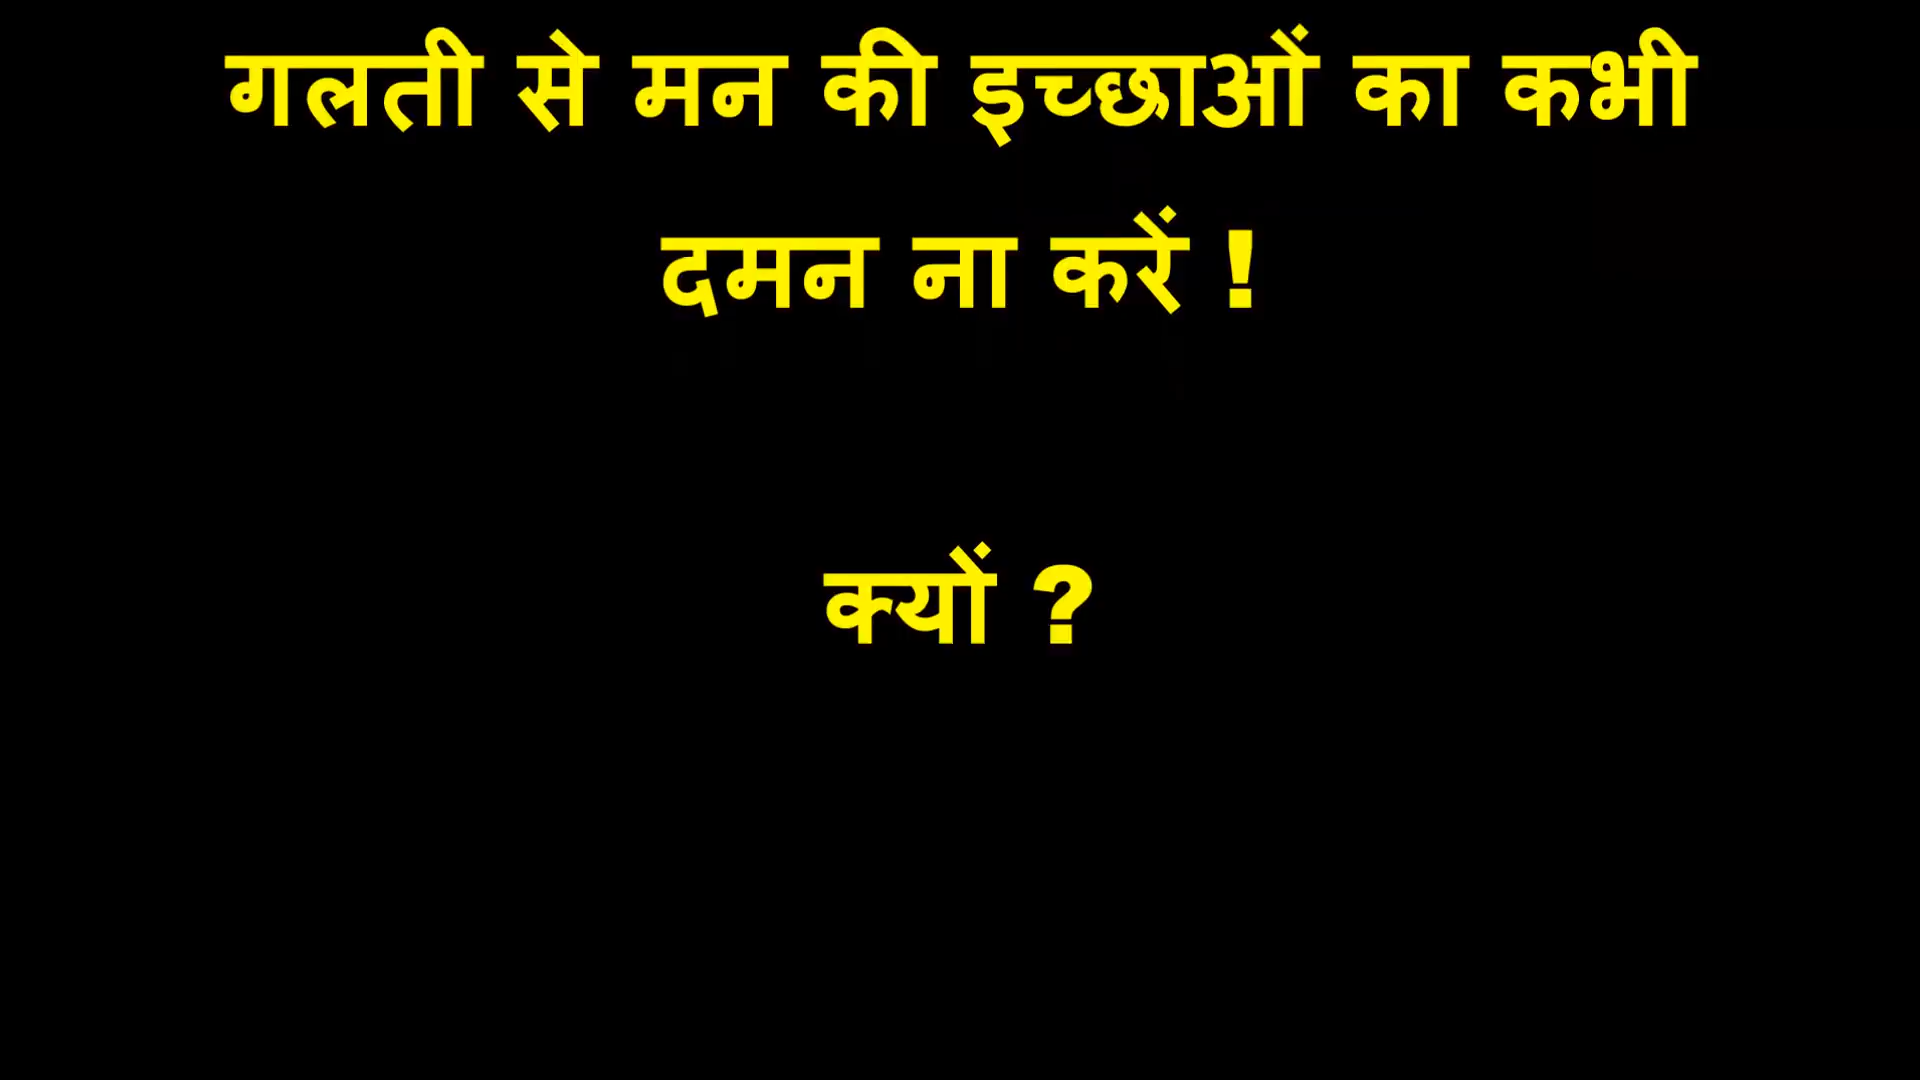 गलती से मन की इच्छाओं का कभी
दमन ना करें !
क्यों ?